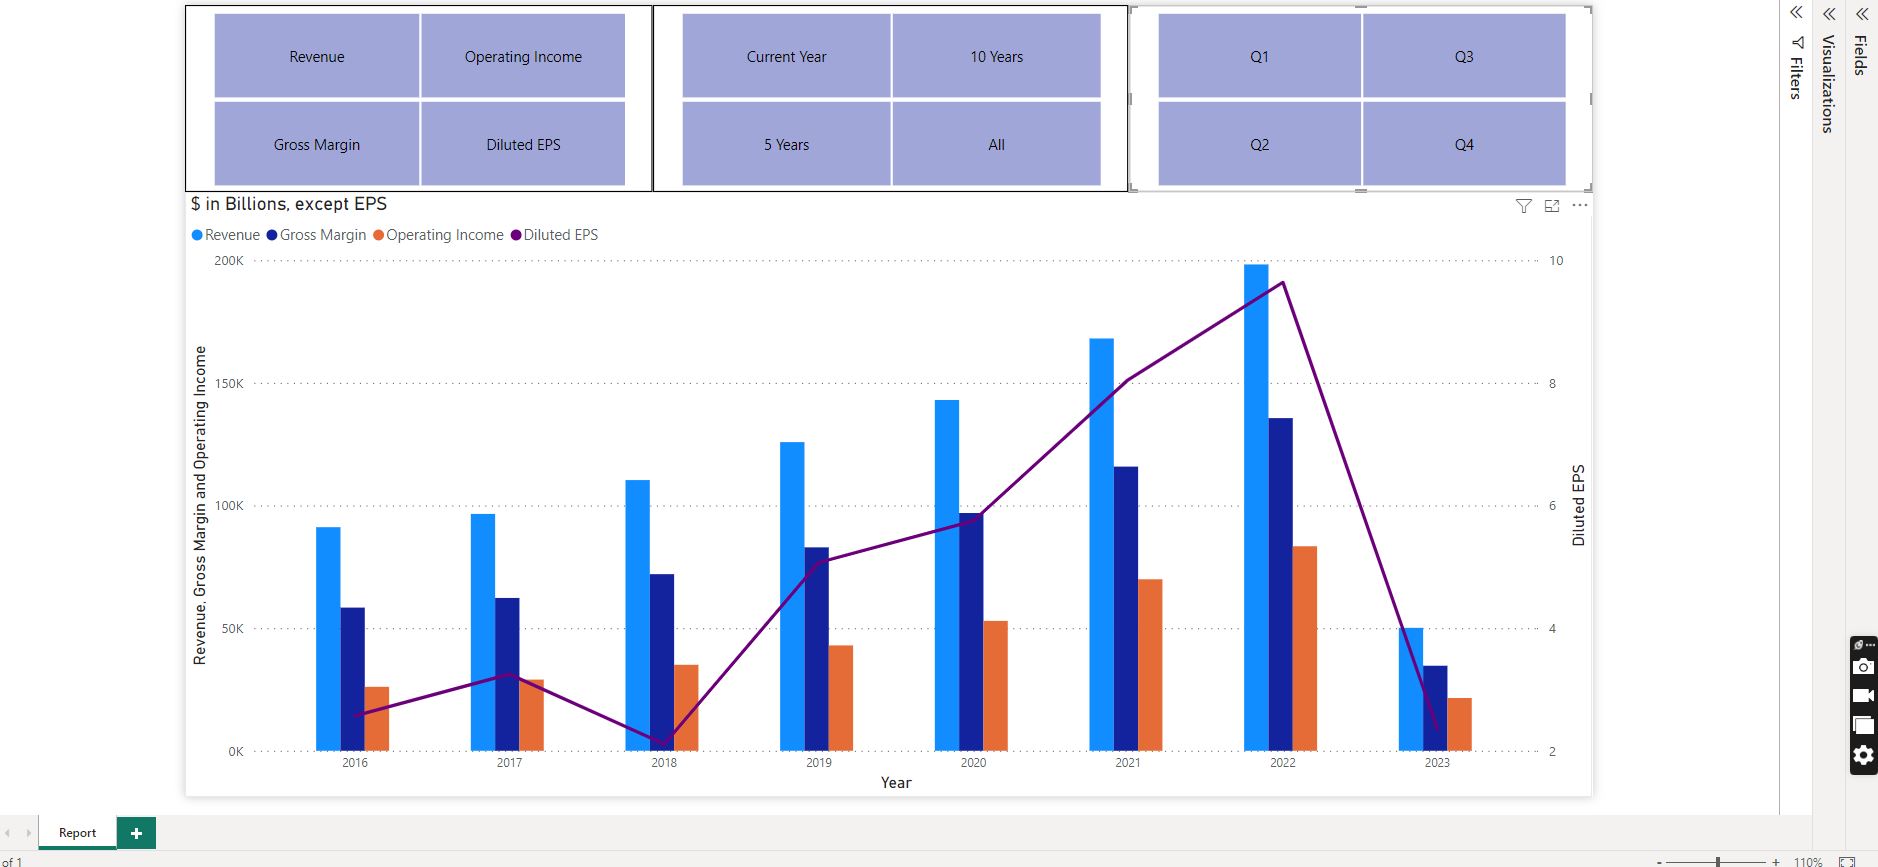 Revenue
Operating Income
Gross Margin
Diluted EPS
Current Year
10 Years
5 Years
All
Q1
Q3
Q2
Q4
Filters
Visualizations
Fields
$ in Billions, except EPS
Revenue Gross Margin Operating Income Diluted EPS
200K
150K
100K
50K
0K
Revenue, Gross Margin and Operating Income
10
8
6
4
2
Diluted EPS
2016 2017 2018 2019 2020 2021 2022 2023
Year
Report
of 1
110%